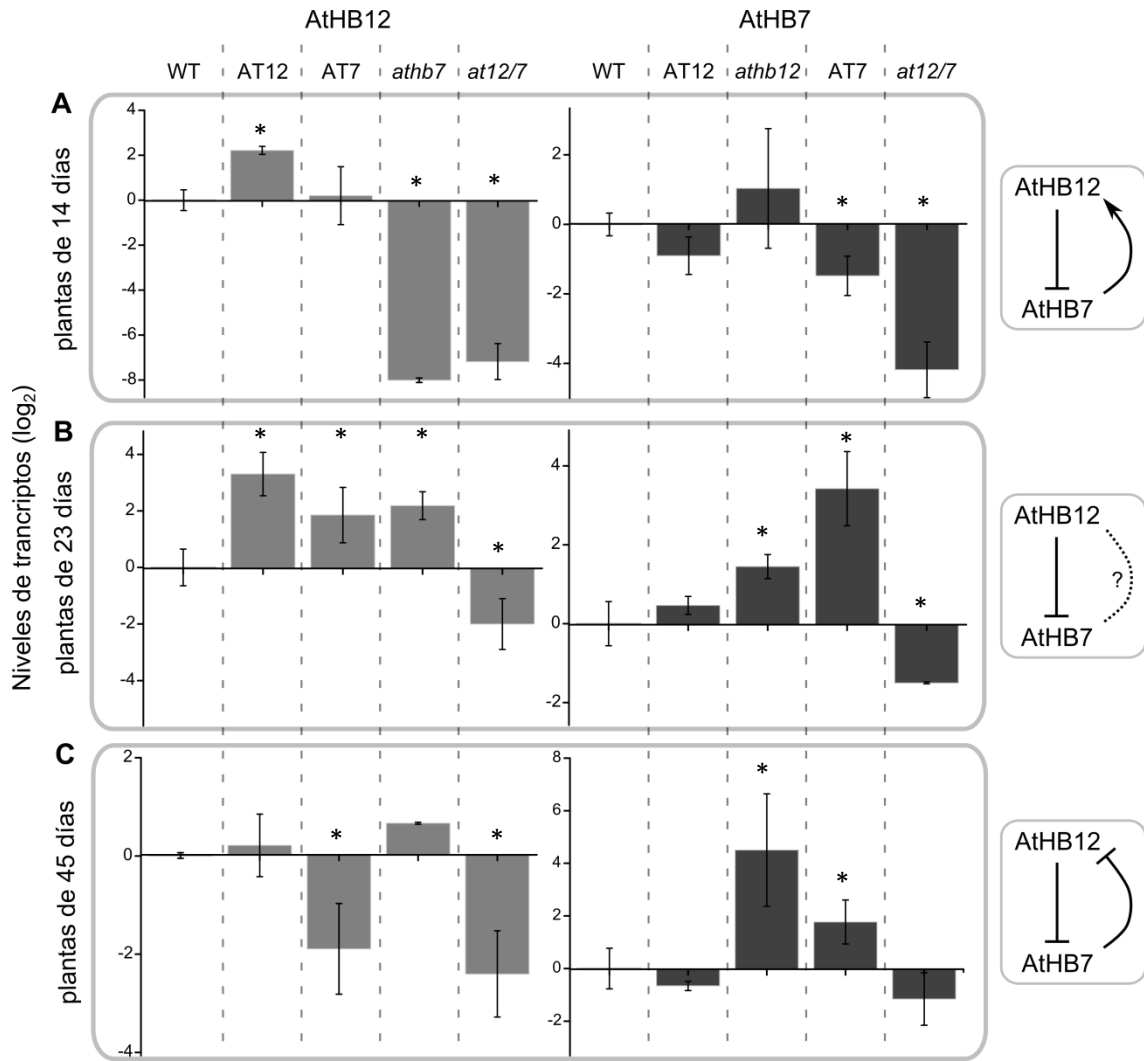 AtHB12 AtHB7
WT AT12 AT7 athb7 at12/7 WT AT12 athb12 AT7 at12/7
Niveles de trancriptos (log2)
A
plantas de 14 días
4
2
0
-2
-4
-6
-8
* * *
2
0
-2
-4
* *
AtHB12
AtHB7
B
plantas de 23 días
4
2
0
-2
-4
* * * *
4
2
0
-2
* * *
AtHB12
?
AtHB7
C
plantas de 45 días
2
0
-2
-4
* *
8
6
4
2
0
-2
* *
AtHB12
AtHB7